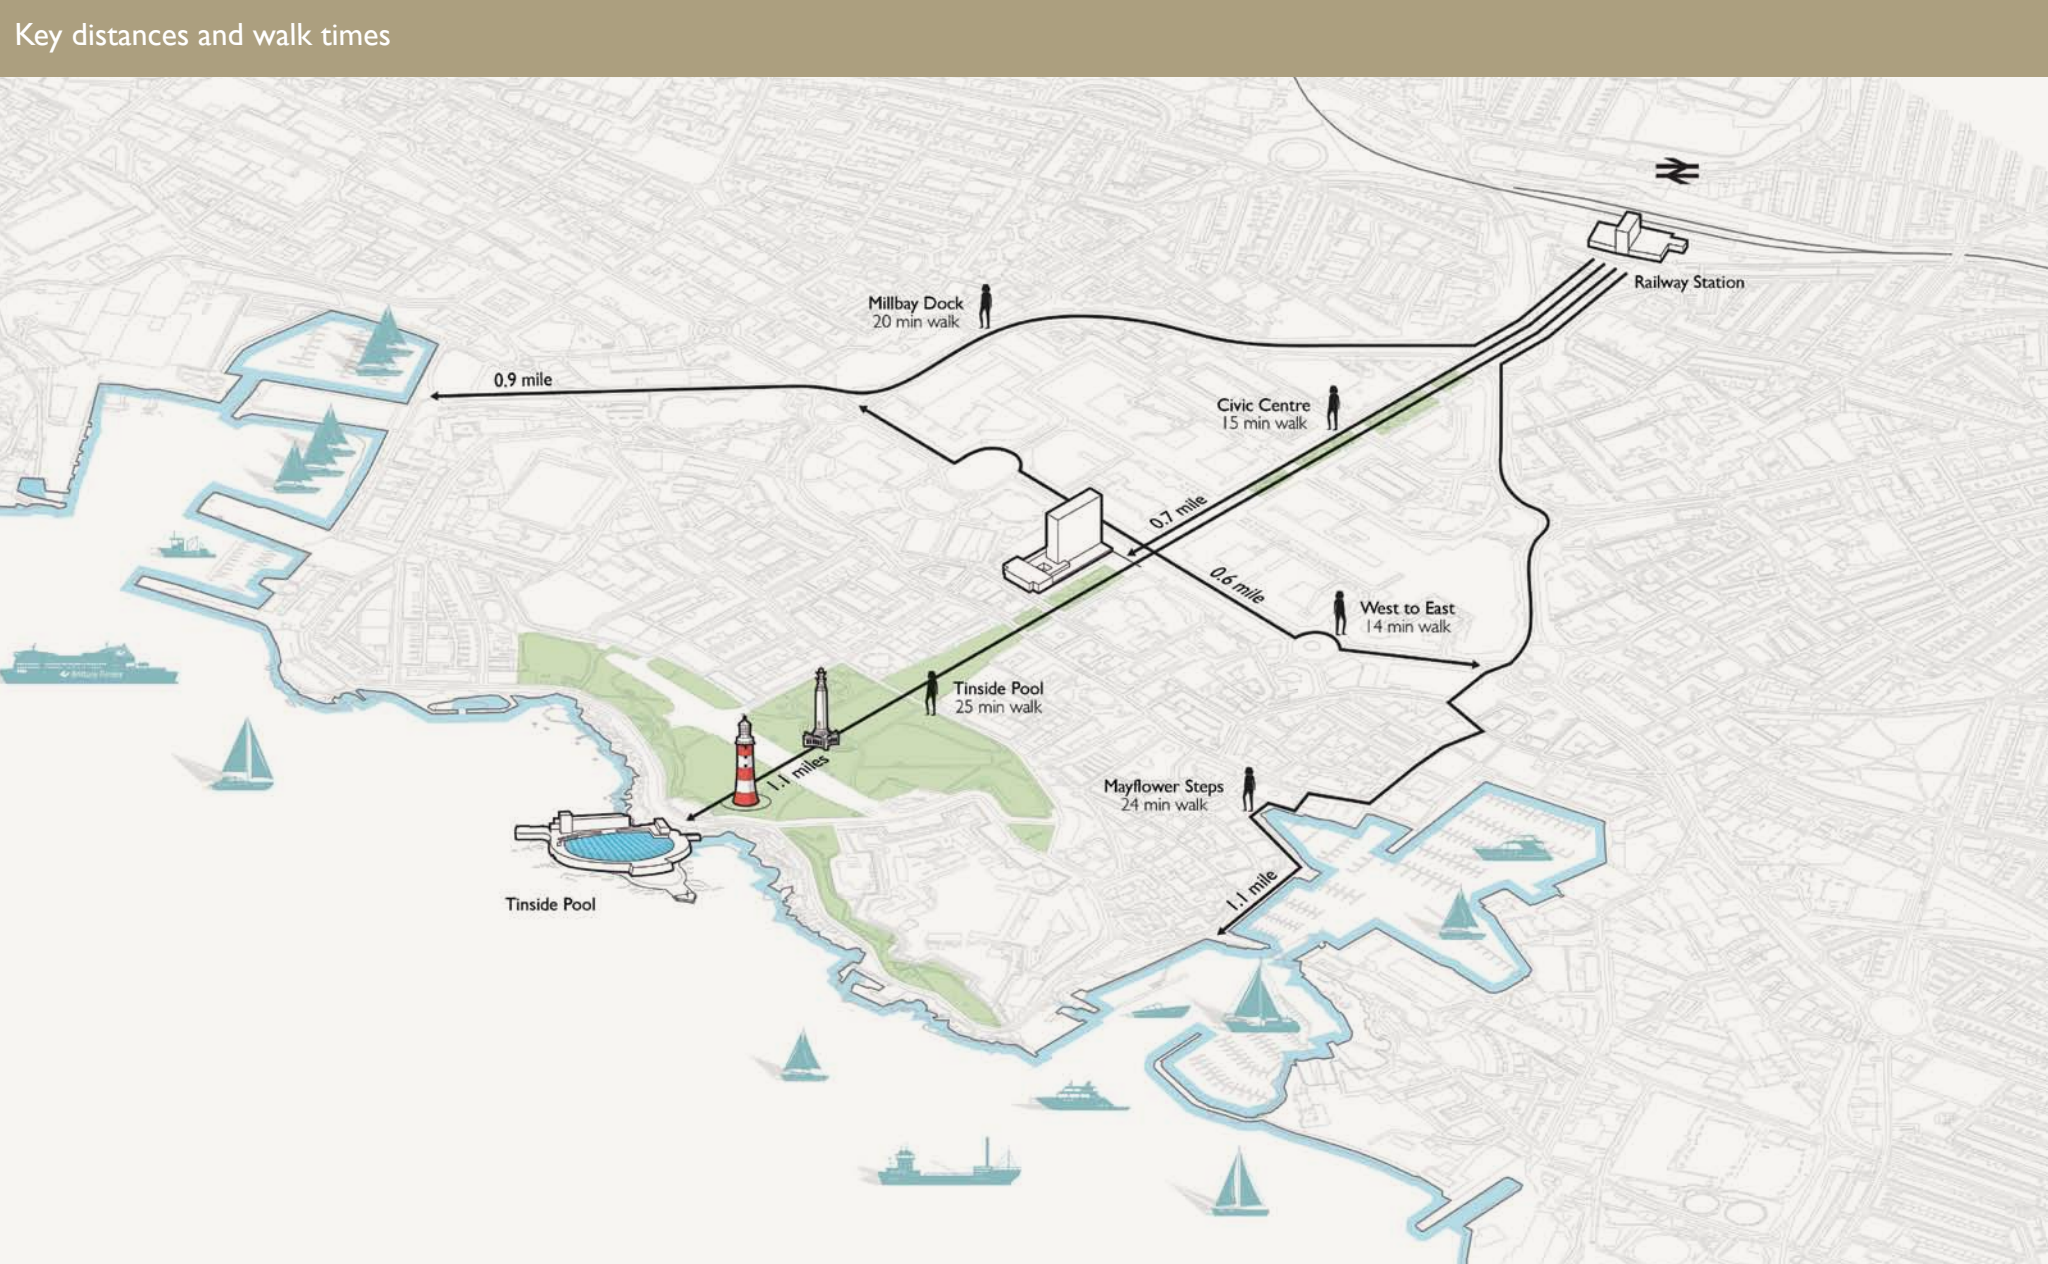 Key distances and walk times
Railway Station
Millbay Dock
20 min walk
0.9 mile
Civic Centre
15 min walk
0.7 mile
0.6 mile
West to East
14 min walk
Tinside Pool
25 min walk
1.1 miles
Mayflower Steps
24 min walk
1.1 mile
Tinside Pool
Brittany Ferries